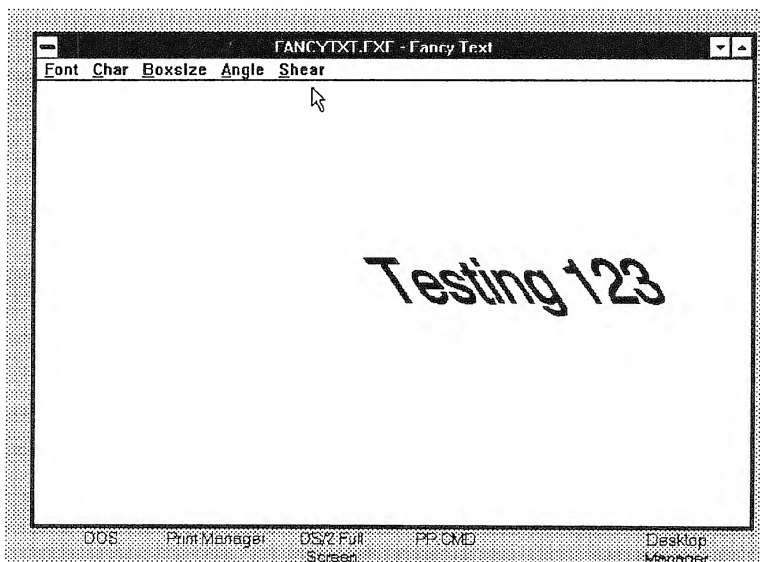 FANCYTXT.EXE - Fancy Text
Font Char Boxsize Angle Shear
Testing 123
DOS Print Manager OS/2 Full Screen PP.CMD Desktop Manager